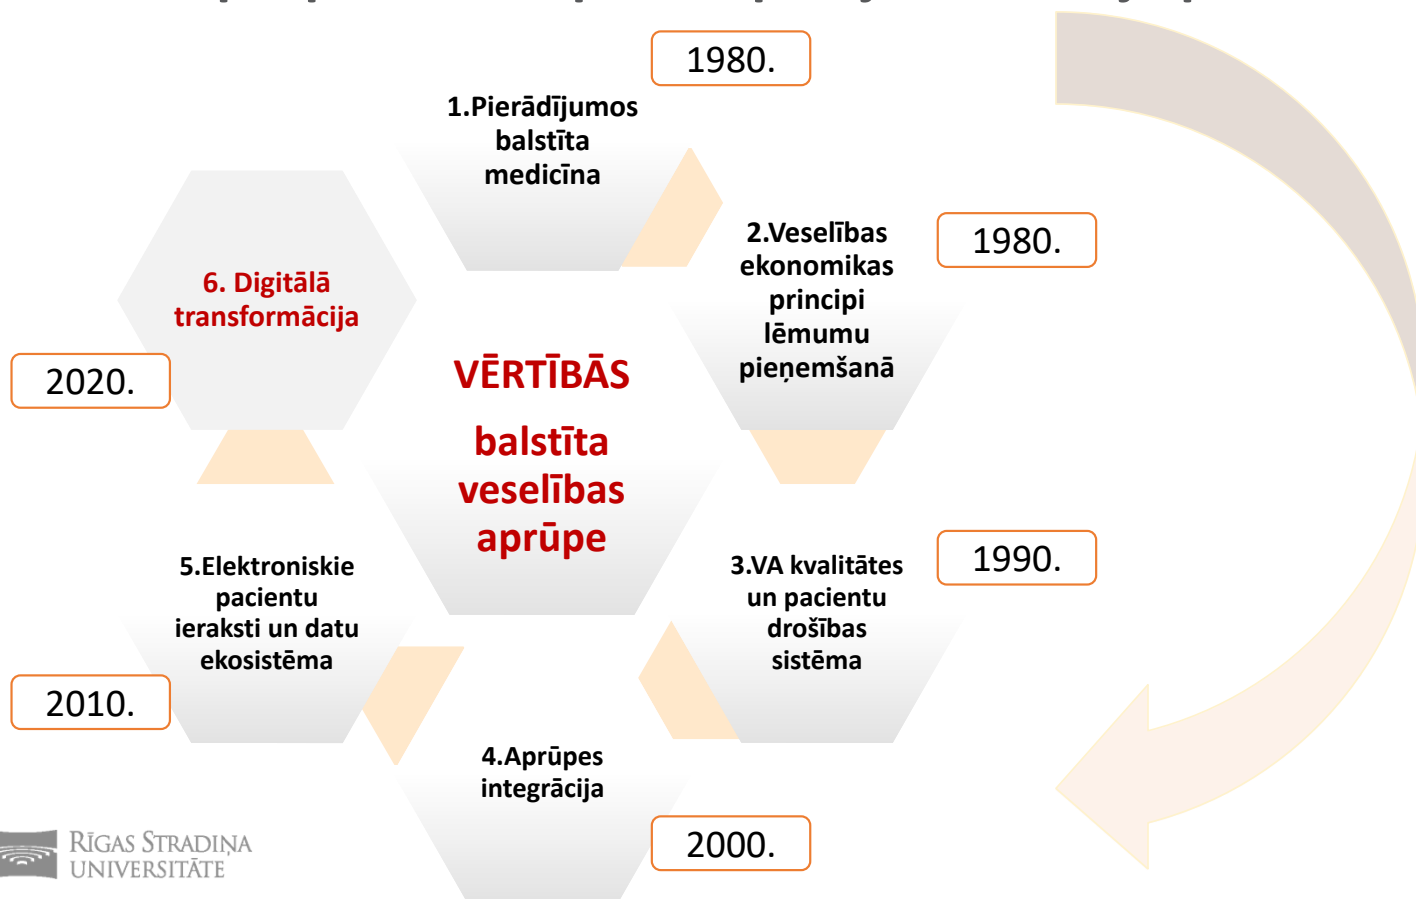 1980.
1.Pierādījumos
balstīta
medicīna
1980.
2.Veselības
ekonomikas
principi
lēmumu
pieņemšanā
6. Digitālā
transformācija
2020.
VĒRTĪBĀS
balstīta
veselības
aprūpe
1990.
3.VA kvalitātes
un pacientu
drošības
sistēma
5.Elektroniskie
pacientu
ieraksti un datu
ekosistēma
2010.
4.Aprūpes
integrācija
2000.
RĪGAS STRADIŅA
UNIVERSITĀTE